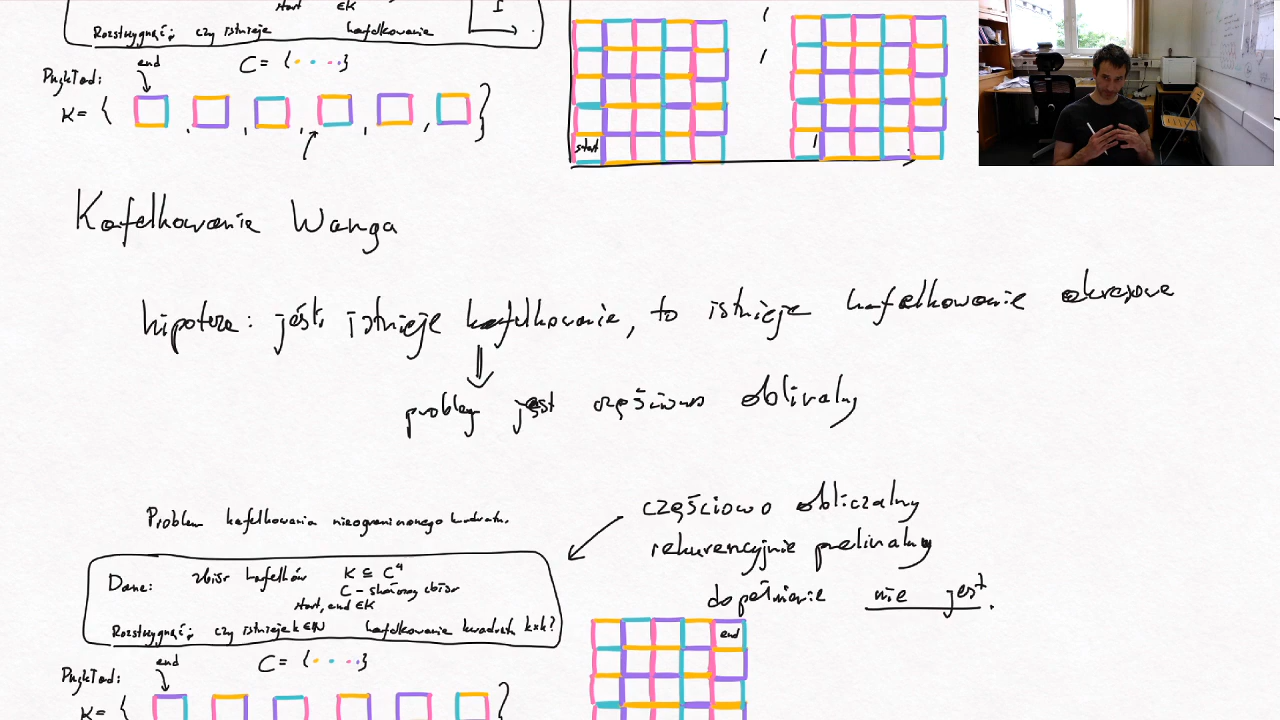 start ∈K
Rozstrzygnąć: czy istnieje kafelkowanie
I
Przykład: end C = {· · · ·}
K = { , , , , , }
start
Kafelkowanie Wanga
hipoteza: jeśli istnieje kafelkowanie, to istnieje kafelkowanie okresowe
⇓
problem jest częściowo obliczalny
Problem kafelkowania nieograniczonego kwadratu.
częściowo obliczalny
rekurencyjnie przeliczalny
dopełnienie nie jest.
Dane: zbiór kafelków K ⊆ C⁴
C - skończony zbiór
start, end ∈K
Rozstrzygnąć: czy istnieje k∈ℕ kafelkowanie kwadratu k×k?
end
Przykład: end C = {· · · ·}
K = {